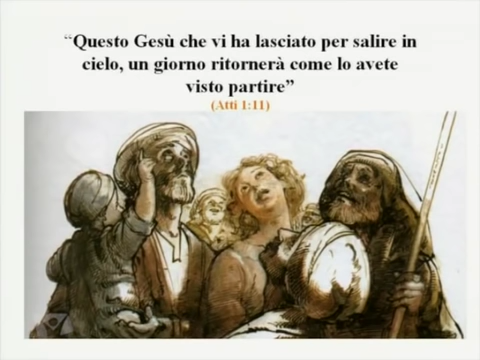 “Questo Gesù che vi ha lasciato per salire in
cielo, un giorno ritornerà come lo avete
visto partire”
(Atti 1:11)